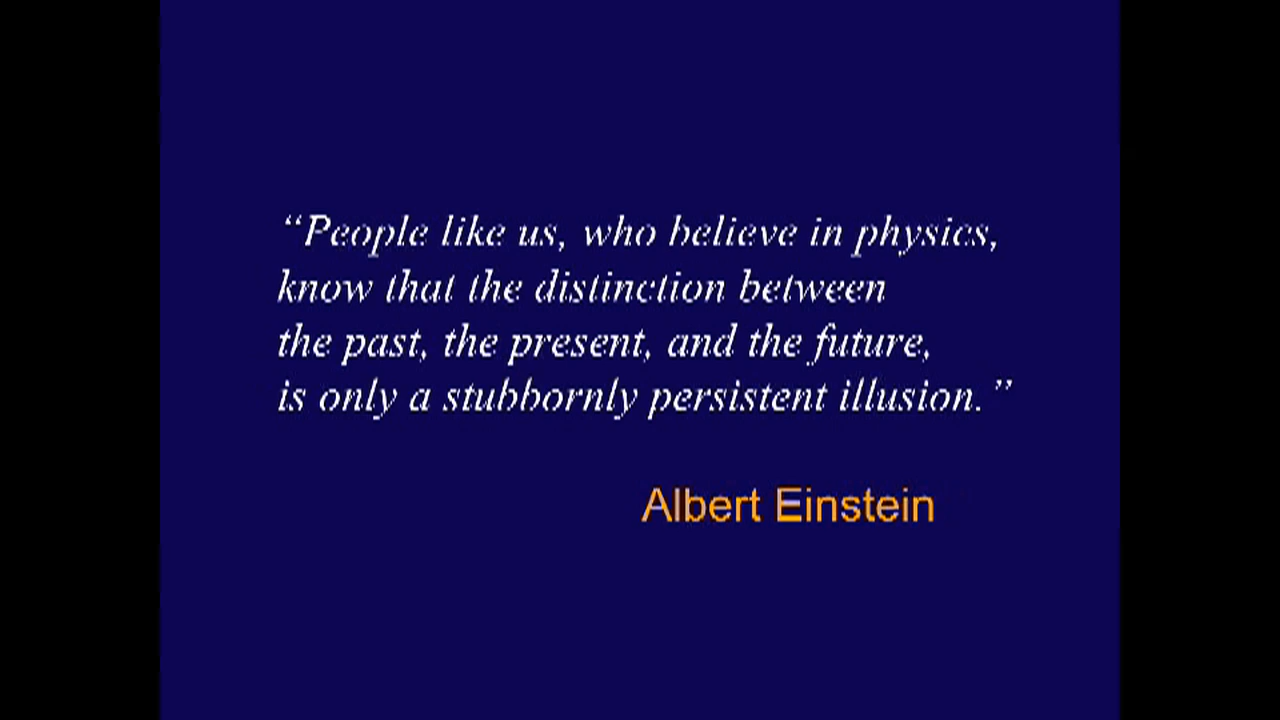 “People like us, who believe in physics,
know that the distinction between
the past, the present, and the future,
is only a stubbornly persistent illusion.”
Albert Einstein